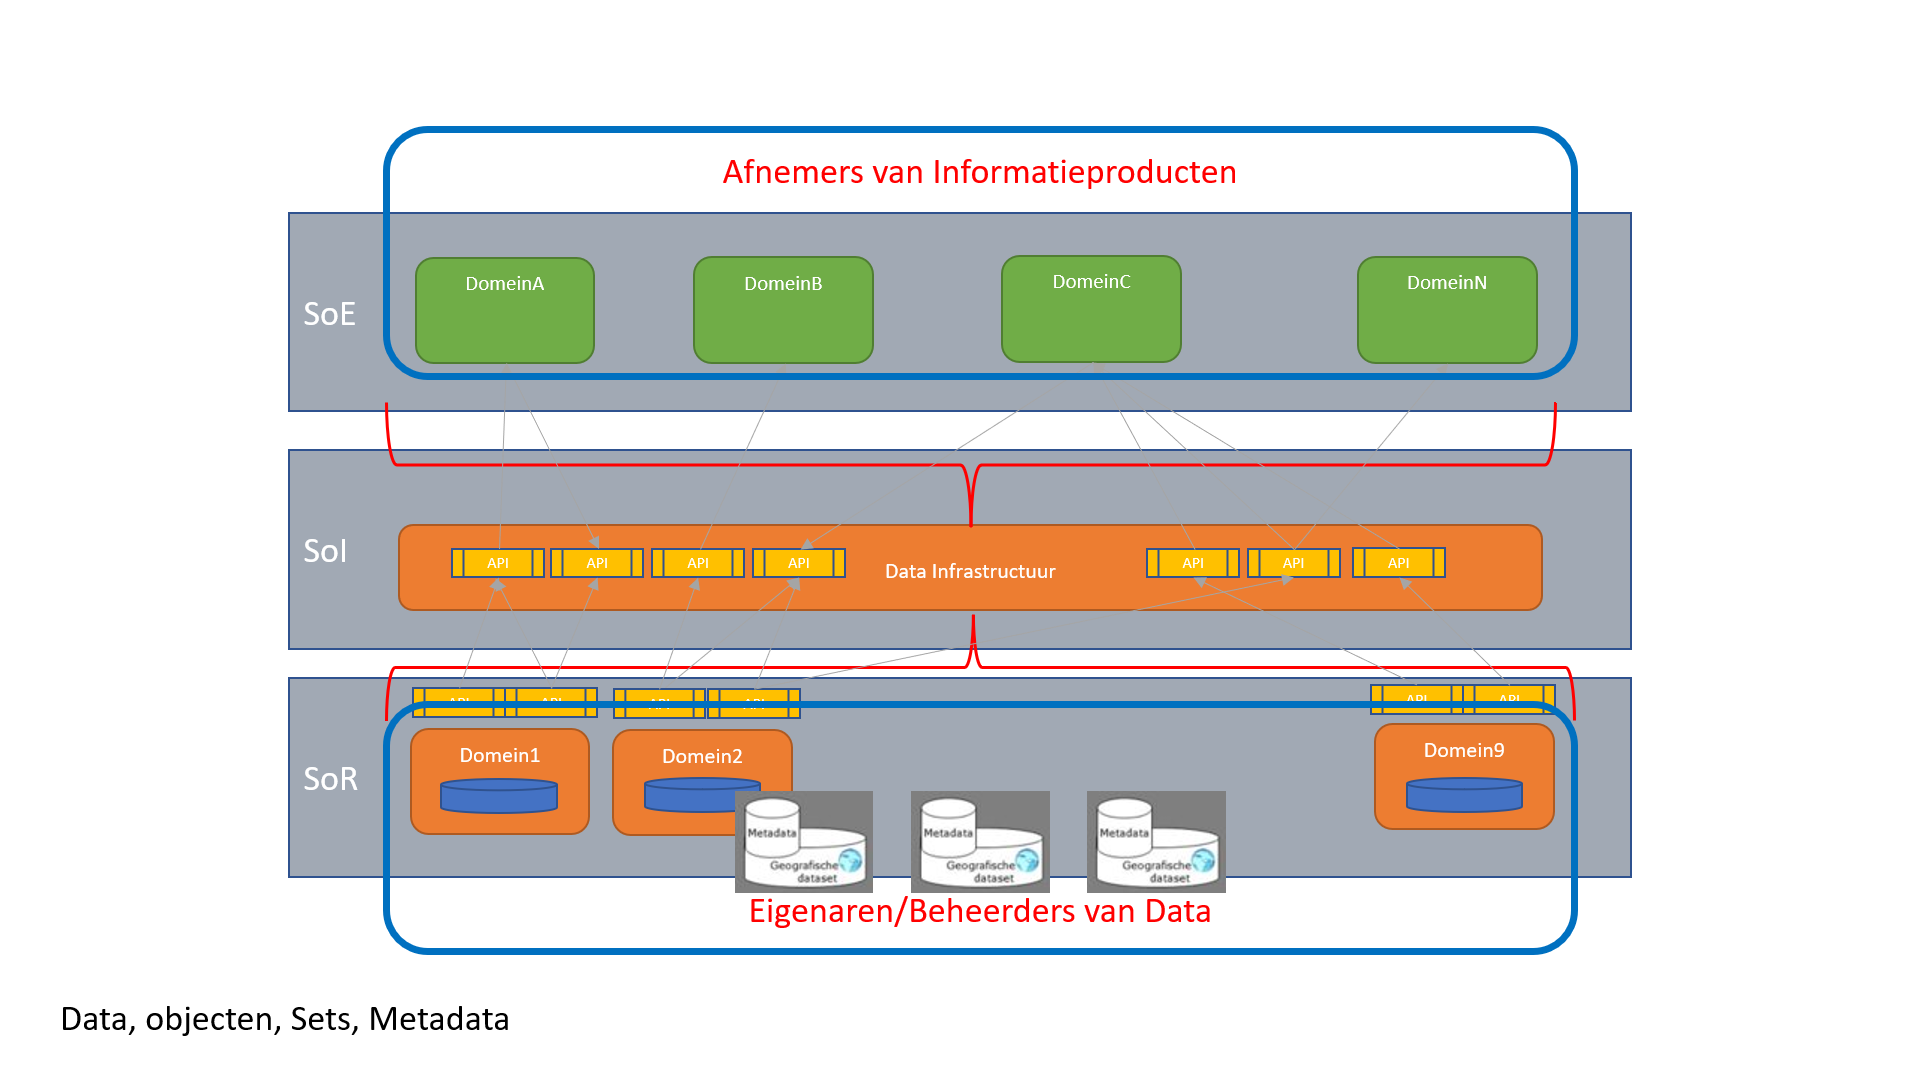 Afnemers van Informatieproducten
SoE
DomeinA
DomeinB
DomeinC
DomeinN
SoI
API
API
API
API
Data Infrastructuur
API
API
API
SoR
API
API
API
API
API
API
Domein1
Domein2
Domein9
Metadata
Geografische
dataset
Metadata
Geografische
dataset
Metadata
Geografische
dataset
Eigenaren/Beheerders van Data
Data, objecten, Sets, Metadata